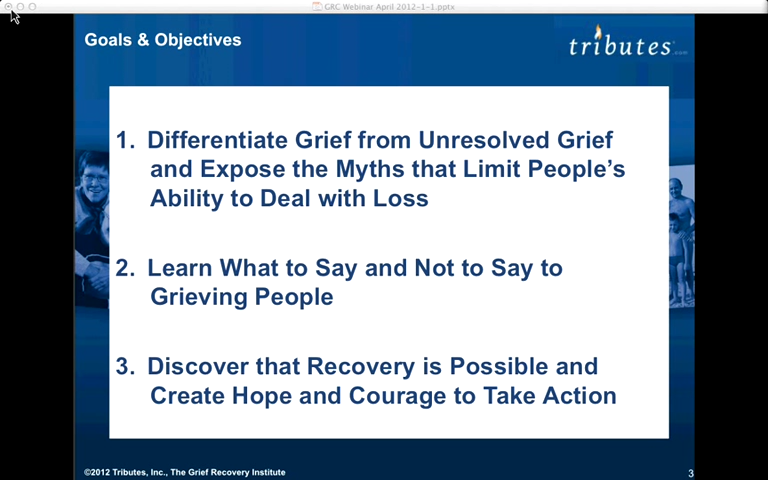 GRC Webinar April 2012-1-1.pptx
Goals & Objectives
tributes.com
1. Differentiate Grief from Unresolved Grief
and Expose the Myths that Limit People’s
Ability to Deal with Loss
2. Learn What to Say and Not to Say to
Grieving People
3. Discover that Recovery is Possible and
Create Hope and Courage to Take Action
©2012 Tributes, Inc., The Grief Recovery Institute
3